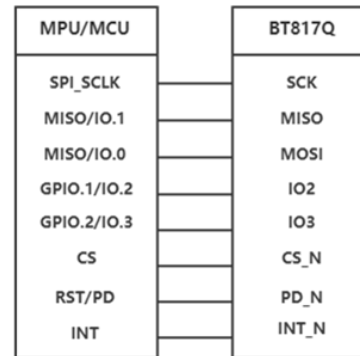 MPU/MCU BT817Q
SPI_SCLK SCK
MISO/IO.1 MISO
MISO/IO.0 MOSI
GPIO.1/IO.2 IO2
GPIO.2/IO.3 IO3
CS CS_N
RST/PD PD_N
INT INT_N